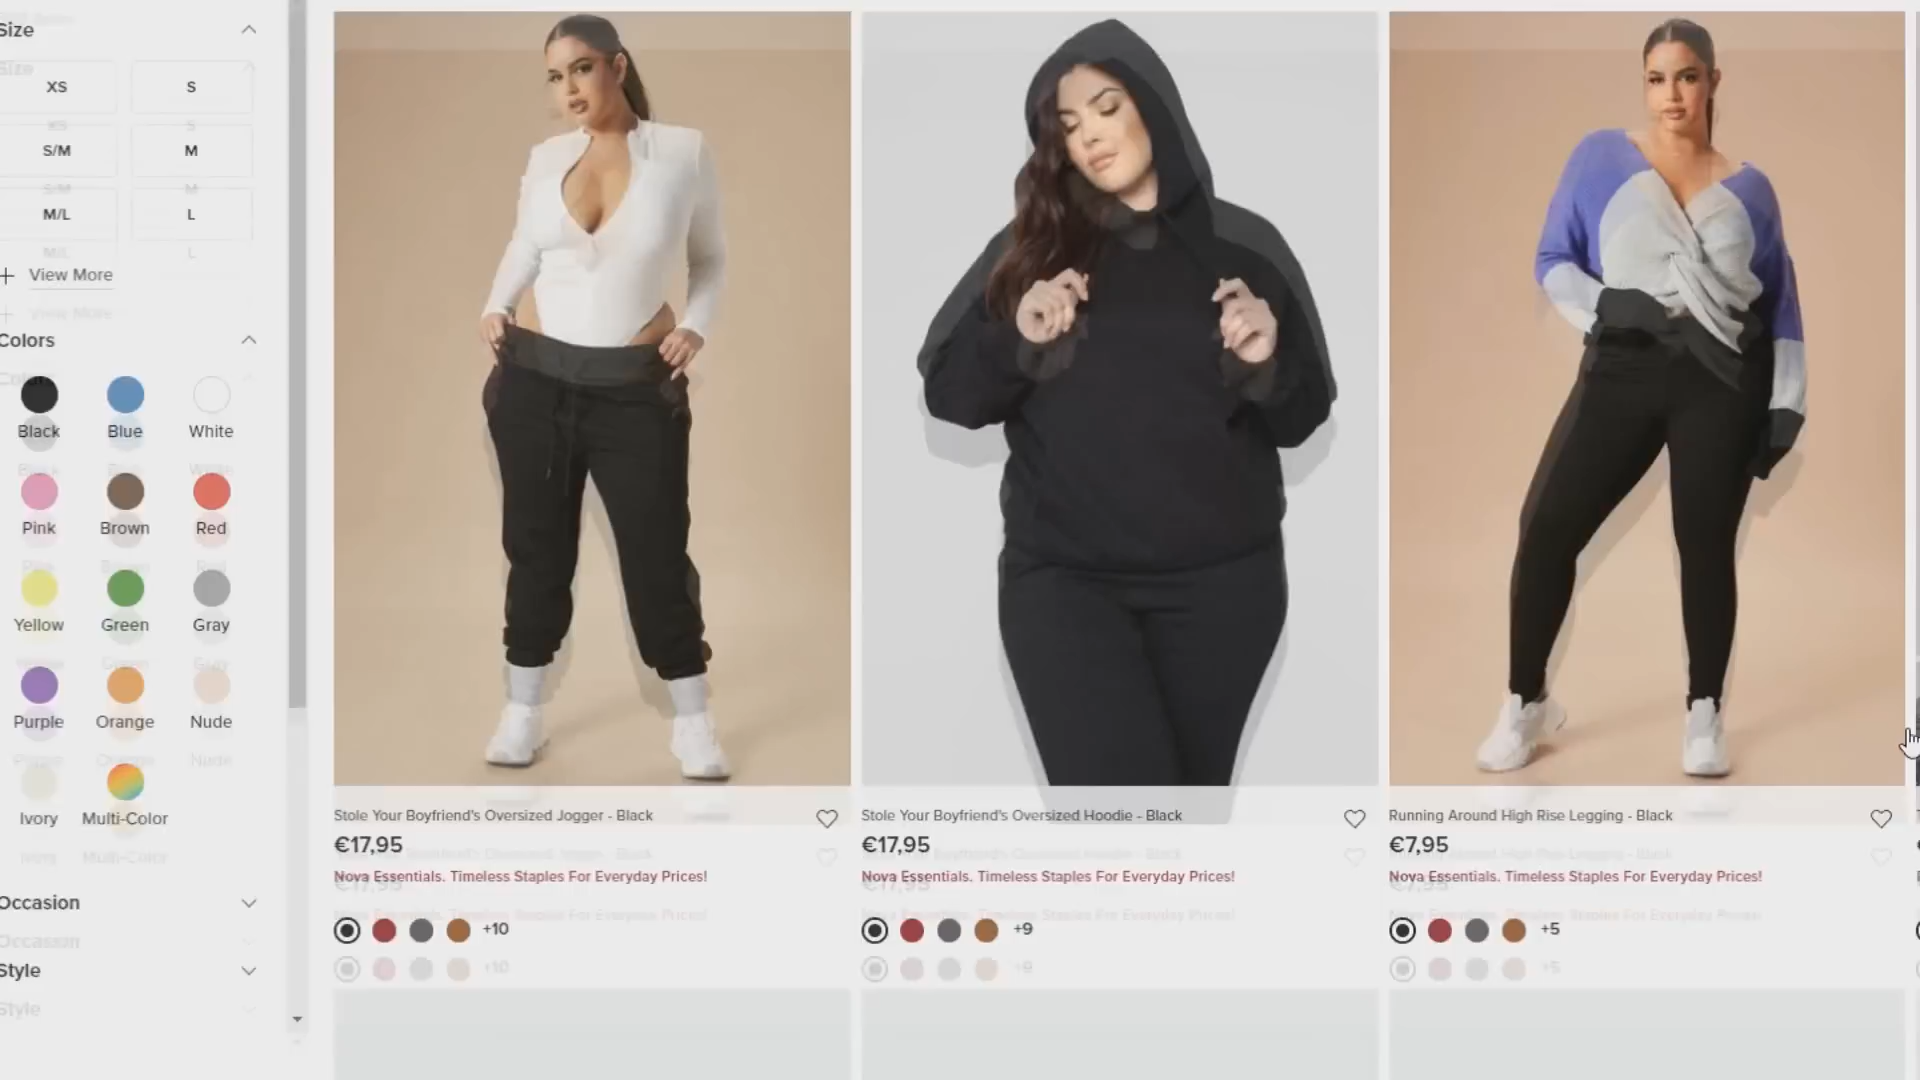 Size
XS
S
S/M
M
M/L
L
View More
Colors
Black
Blue
White
Pink
Brown
Red
Yellow
Green
Gray
Purple
Orange
Nude
Ivory
Multi-Color
Occasion
Style
Stole Your Boyfriend's Oversized Jogger - Black
€17,95
Nova Essentials. Timeless Staples For Everyday Prices!
+10
Stole Your Boyfriend's Oversized Hoodie - Black
€17,95
Nova Essentials. Timeless Staples For Everyday Prices!
+9
Running Around High Rise Legging - Black
€7,95
Nova Essentials. Timeless Staples For Everyday Prices!
+5